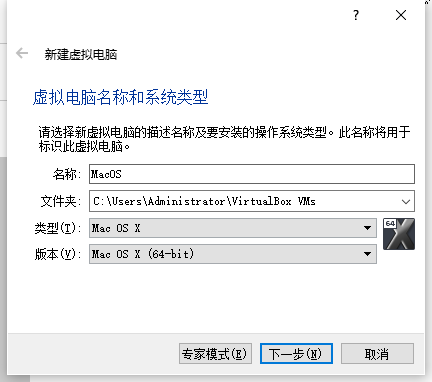 ?
新建虚拟电脑
虚拟电脑名称和系统类型
请选择新虚拟电脑的描述名称及要安装的操作系统类型。此名称将用于
标识此虚拟电脑。
名称: MacOS
文件夹: C:\Users\Administrator\VirtualBox VMs
类型(T): Mac OS X
64
版本(V): Mac OS X (64-bit)
专家模式(E) 下一步(N) 取消